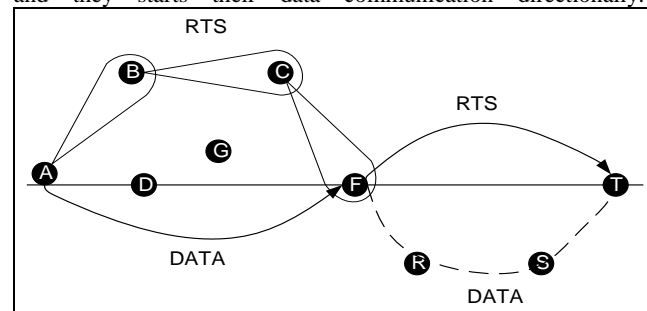 and they starts their data communication directionally.
RTS
B
C
RTS
G
A
D
F
T
DATA
R
S
DATA